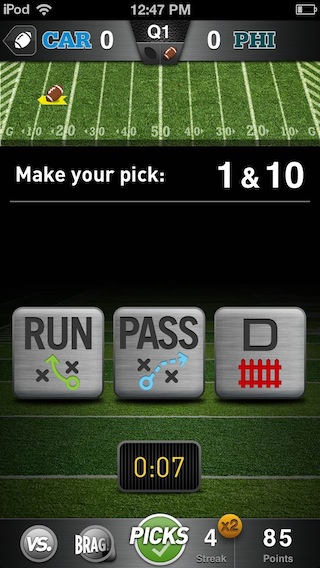 iPod 12:47 PM
CAR 0 Q1 0 PHI
G 10 20 30 40 50 40 30 20 10 G
Make your pick: 1 & 10
RUN PASS D
0:07
VS. BRAG! PICKS 4 x2 85
Streak Points